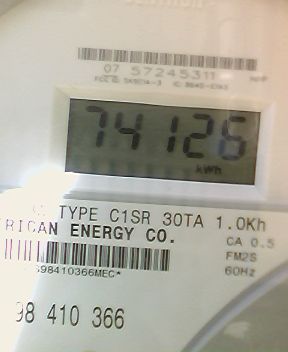 07 57245311
74126
kWh
TYPE C1SR 30TA 1.0Kh
RICAN ENERGY CO.
CA 0.5
FM2S
60Hz
98410366MEC*
98 410 366